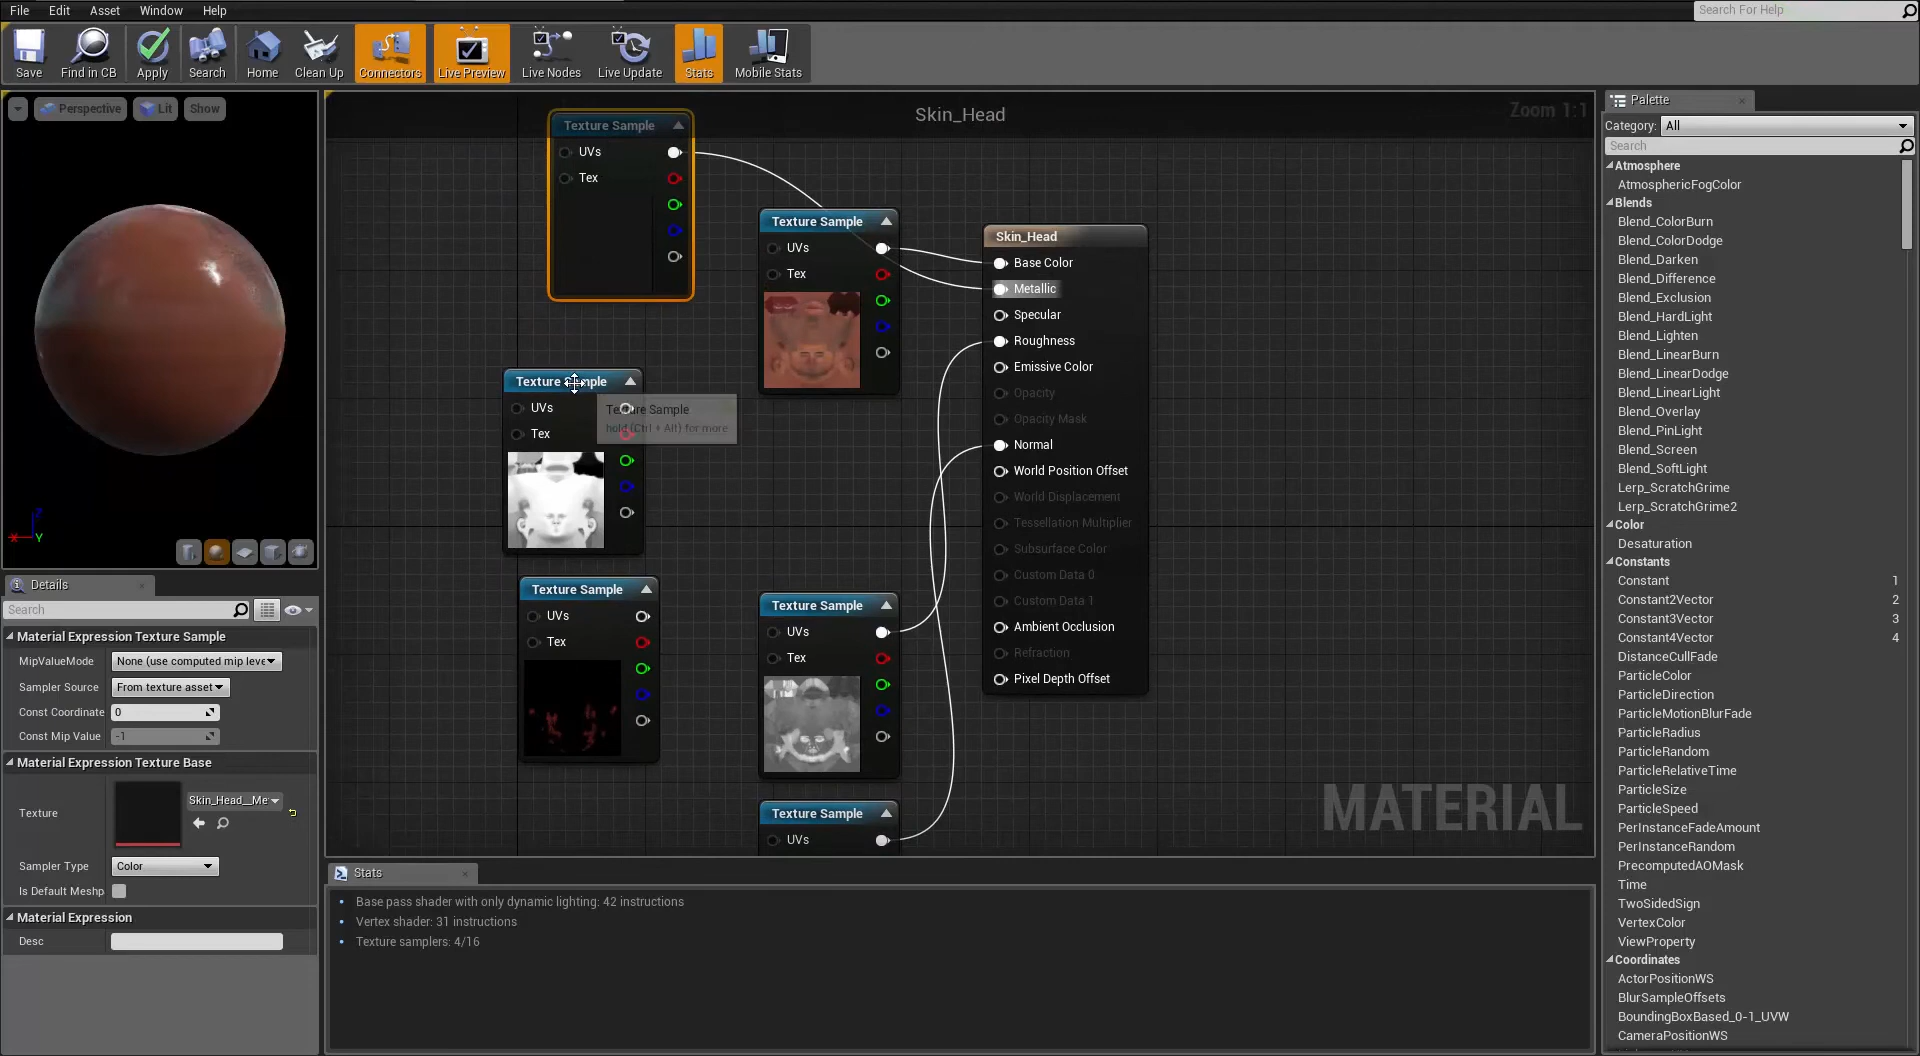 File Edit Asset Window Help
Search For Help
Save Find in CB Apply Search Home Clean Up Connectors Live Preview Live Nodes Live Update Stats Mobile Stats
Perspective Lit Show
X Z Y
Details
Search
Material Expression Texture Sample
MipValueMode None (use computed mip leve
Sampler Source From texture asset
Const Coordinate 0
Const Mip Value -1
Material Expression Texture Base
Texture Skin_Head__Me
Sampler Type Color
Is Default Meshp
Material Expression
Desc
Skin_Head
Zoom 1:1
Texture Sample
UVs
Tex
Texture Sample
UVs
Tex
Texture Sample
UVs
Tex
Texture Sample
hold (Ctrl + Alt) for more
Texture Sample
UVs
Tex
Texture Sample
UVs
Tex
Texture Sample
UVs
Skin_Head
Base Color
Metallic
Specular
Roughness
Emissive Color
Opacity
Opacity Mask
Normal
World Position Offset
World Displacement
Tessellation Multiplier
Subsurface Color
Custom Data 0
Custom Data 1
Ambient Occlusion
Refraction
Pixel Depth Offset
MATERIAL
Stats
Base pass shader with only dynamic lighting: 42 instructions
Vertex shader: 31 instructions
Texture samplers: 4/16
Palette
Category: All
Search
Atmosphere
AtmosphericFogColor
Blends
Blend_ColorBurn
Blend_ColorDodge
Blend_Darken
Blend_Difference
Blend_Exclusion
Blend_HardLight
Blend_Lighten
Blend_LinearBurn
Blend_LinearDodge
Blend_LinearLight
Blend_Overlay
Blend_PinLight
Blend_Screen
Blend_SoftLight
Lerp_ScratchGrime
Lerp_ScratchGrime2
Color
Desaturation
Constants
Constant 1
Constant2Vector 2
Constant3Vector 3
Constant4Vector 4
DistanceCullFade
ParticleColor
ParticleDirection
ParticleMotionBlurFade
ParticleRadius
ParticleRandom
ParticleRelativeTime
ParticleSize
ParticleSpeed
PerInstanceFadeAmount
PerInstanceRandom
PrecomputedAOMask
Time
TwoSidedSign
VertexColor
ViewProperty
Coordinates
ActorPositionWS
BlurSampleOffsets
BoundingBoxBased_0-1_UVW
CameraPositionWS